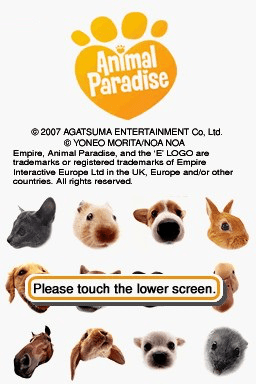 Animal
Paradise
© 2007 AGATSUMA ENTERTAINMENT Co, Ltd.
© YONEO MORITA/NOA NOA
Empire, Animal Paradise, and the 'E' LOGO are
trademarks or registered trademarks of Empire
Interactive Europe Ltd in the UK, Europe and/or other
countries. All rights reserved.
Please touch the lower screen.